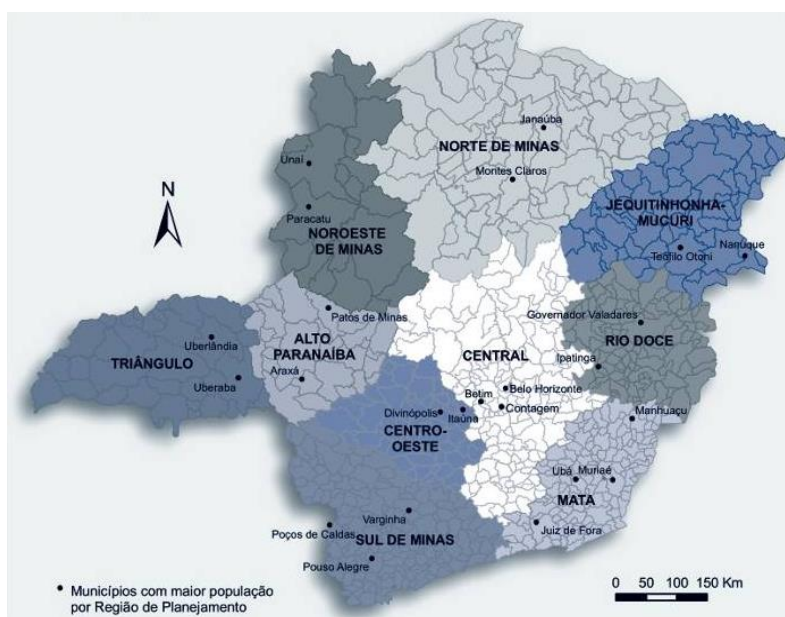 Janaúba
NORTE DE MINAS
Montes Claros
Unaí
N
Paracatu
NOROESTE
DE MINAS
JEQUITINHONHA-
MUCURI
Teófilo Otoni
Nanuque
Patos de Minas
Governador Valadares
Uberlândia
TRIÂNGULO
Uberaba
ALTO
PARANAÍBA
Araxá
CENTRAL
RIO DOCE
Ipatinga
Betim
Belo Horizonte
Contagem
Divinópolis
Itaúna
CENTRO-
OESTE
Manhuaçu
Ubá
Muriaé
MATA
Juiz de Fora
Varginha
Poços de Caldas
SUL DE MINAS
Pouso Alegre
Municípios com maior população
por Região de Planejamento
0 50 100 150 Km